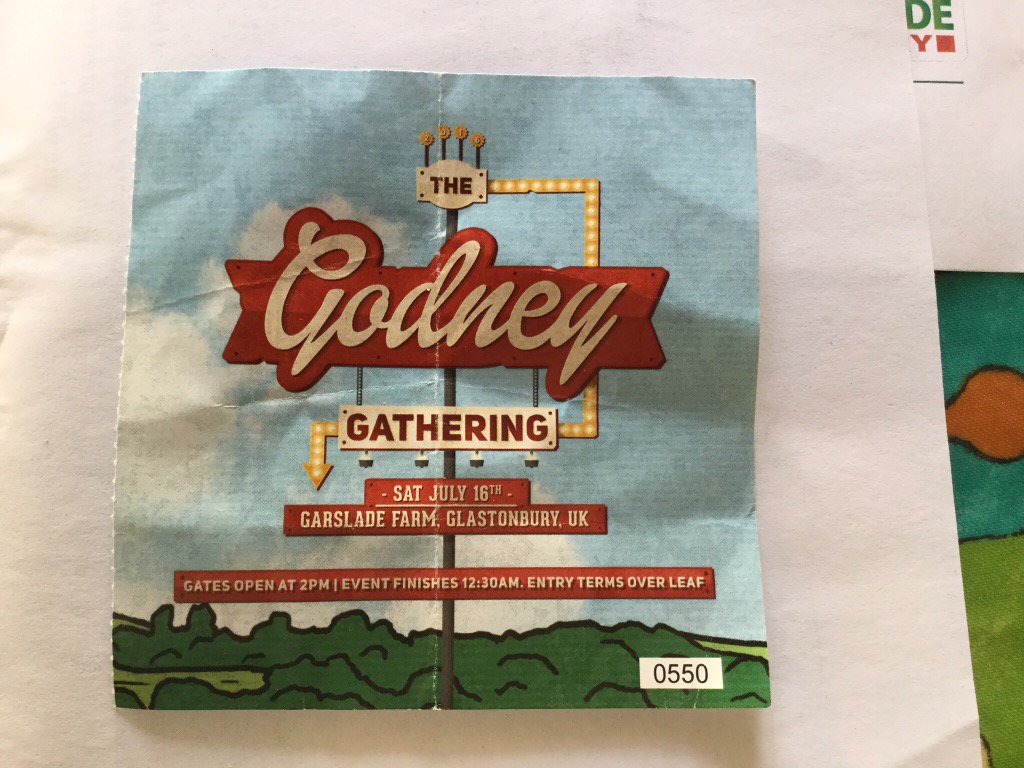 2016
THE
Godney
GATHERING
- SAT JULY 16TH -
GARSLADE FARM, GLASTONBURY, UK
GATES OPEN AT 2PM | EVENT FINISHES 12:30AM. ENTRY TERMS OVER LEAF
0550
DE
Y